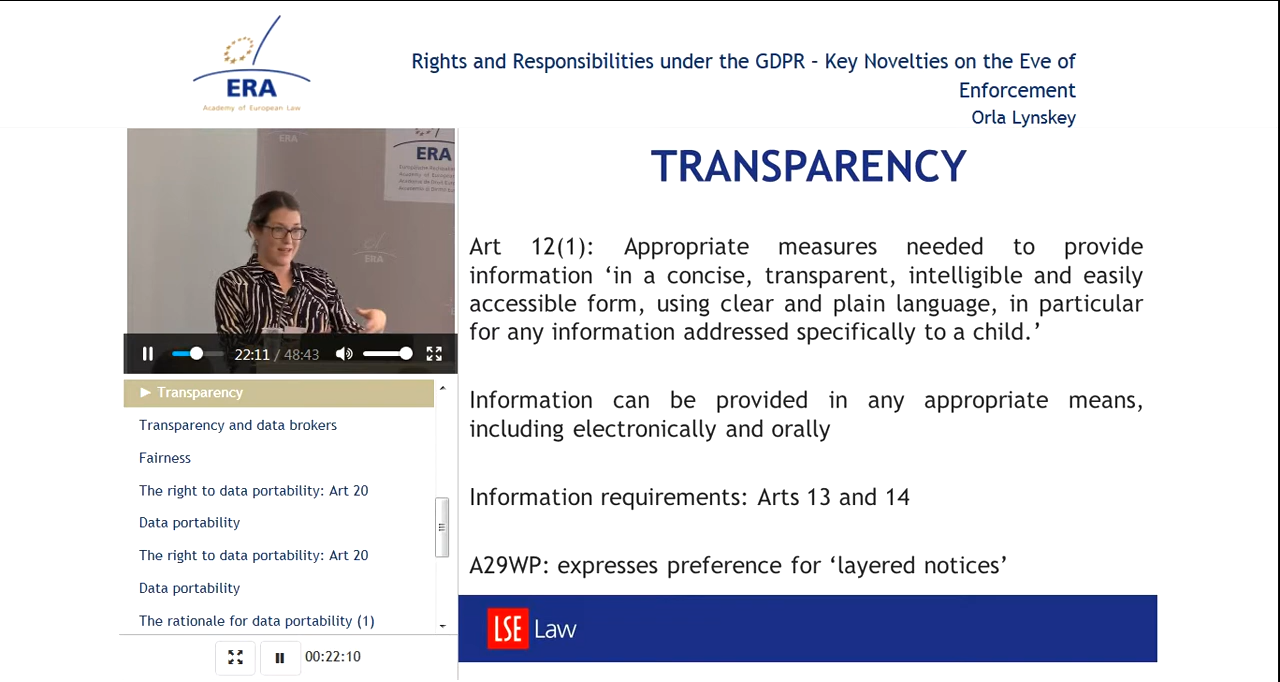 ERA
Academy of European Law
Rights and Responsibilities under the GDPR - Key Novelties on the Eve of
Enforcement
Orla Lynskey
ERA
ERA
ERA
22:11 / 48:43
► Transparency
Transparency and data brokers
Fairness
The right to data portability: Art 20
Data portability
The right to data portability: Art 20
Data portability
The rationale for data portability (1)
00:22:10
TRANSPARENCY
Art 12(1): Appropriate measures needed to provide
information ‘in a concise, transparent, intelligible and easily
accessible form, using clear and plain language, in particular
for any information addressed specifically to a child.’
Information can be provided in any appropriate means,
including electronically and orally
Information requirements: Arts 13 and 14
A29WP: expresses preference for ‘layered notices’
LSE Law